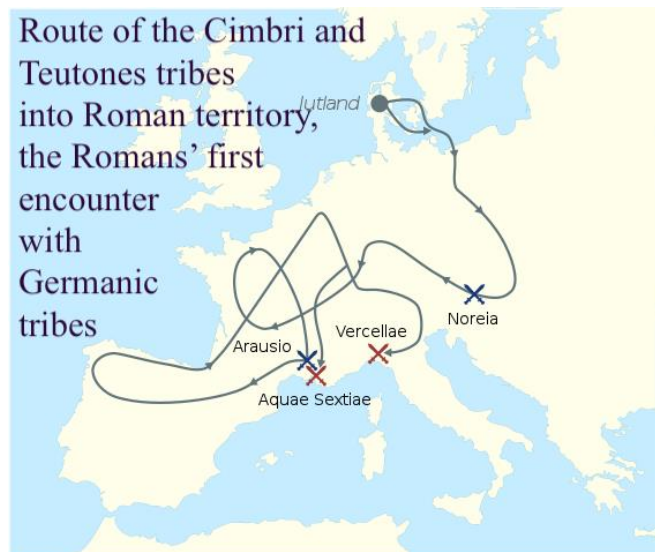 Route of the Cimbri and
Teutones tribes
into Roman territory,
the Romans’ first
encounter
with
Germanic
tribes
Jutland
Noreia
Vercellae
Arausio
Aquae Sextiae